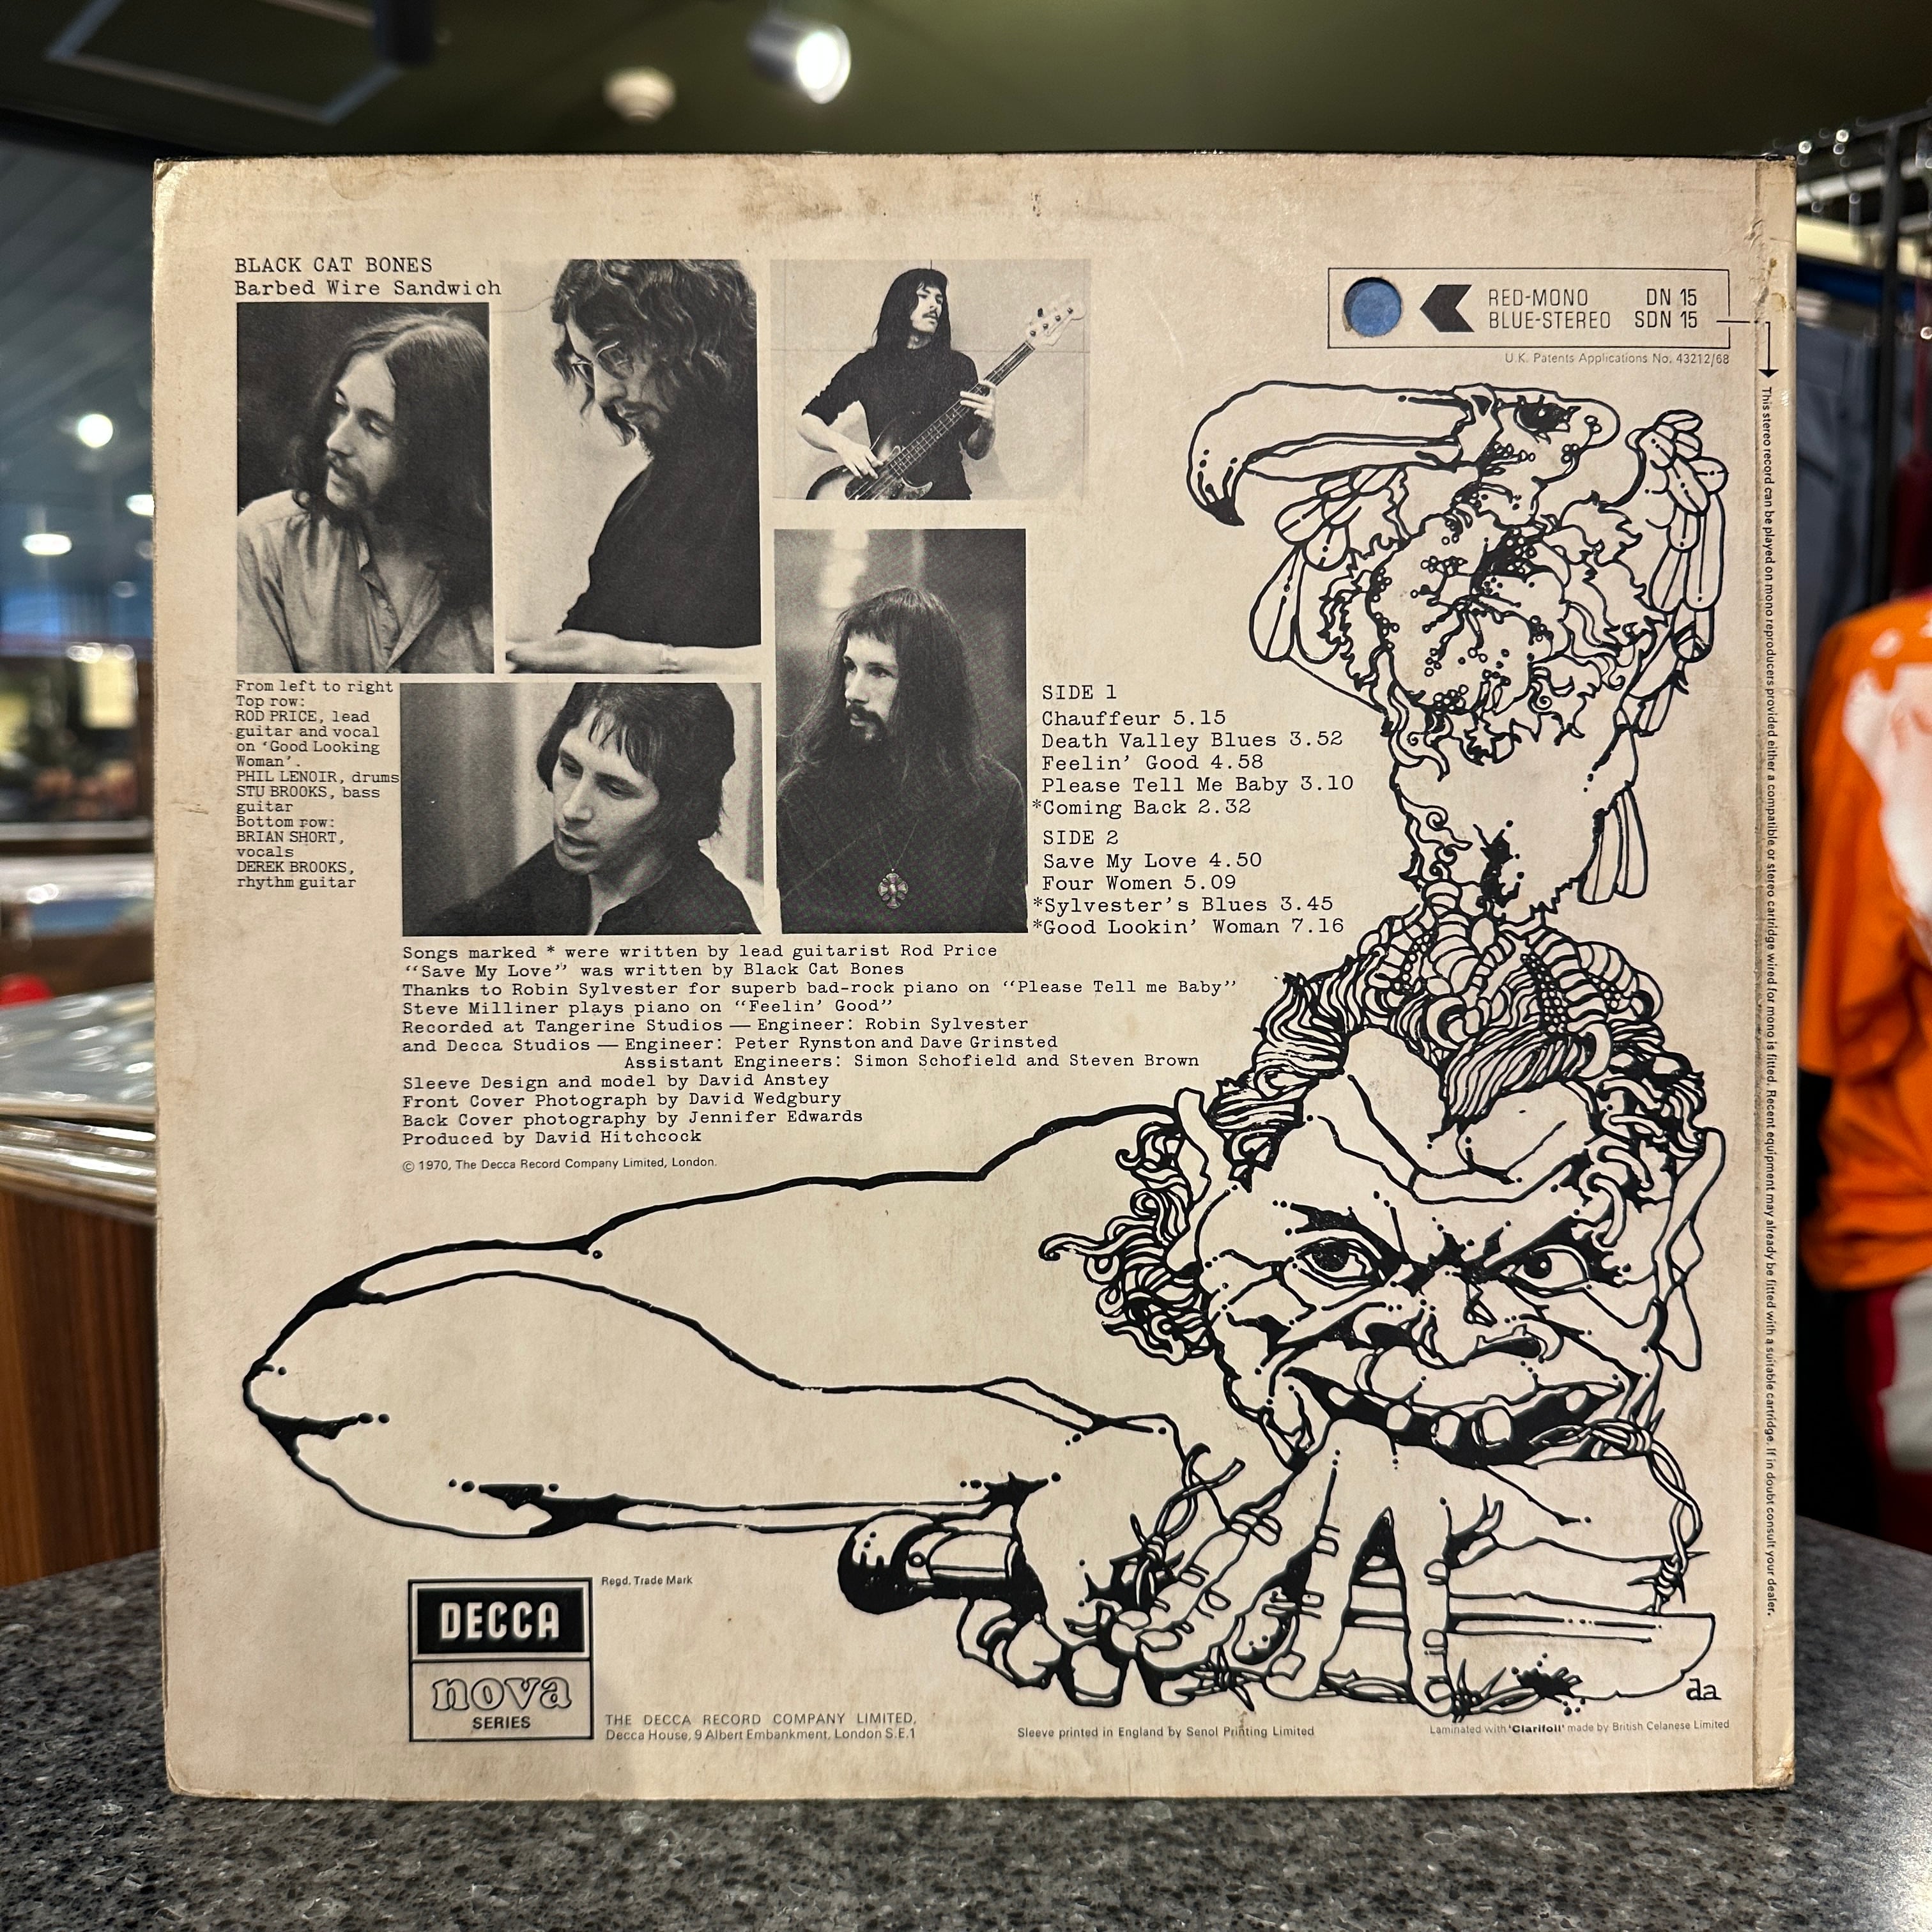 BLACK CAT BONES
Barbed Wire Sandwich
RED-MONO DN 15
BLUE-STEREO SDN 15
U.K. Patents Applications No. 43212/68
This stereo record can be played on mono reproducers provided either a compatible or stereo cartridge wired for mono is fitted. Recent equipment may already be fitted with a suitable cartridge. If in doubt consult your dealer.
From left to right
Top row:
ROD PRICE, lead
guitar and vocal
on ‘Good Looking
Woman’.
PHIL LENOIR, drums
STU BROOKS, bass
guitar
Bottom row:
BRIAN SHORT,
vocals
DEREK BROOKS,
rhythm guitar
SIDE 1
Chauffeur 5.15
Death Valley Blues 3.52
Feelin’ Good 4.58
Please Tell Me Baby 3.10
*Coming Back 2.32
SIDE 2
Save My Love 4.50
Four Women 5.09
*Sylvester’s Blues 3.45
*Good Lookin’ Woman 7.16
Songs marked * were written by lead guitarist Rod Price
“Save My Love” was written by Black Cat Bones
Thanks to Robin Sylvester for superb bad-rock piano on “Please Tell me Baby”
Steve Milliner plays piano on “Feelin’ Good”
Recorded at Tangerine Studios — Engineer: Robin Sylvester
and Decca Studios — Engineer: Peter Rynston and Dave Grinsted
Assistant Engineers: Simon Schofield and Steven Brown
Sleeve Design and model by David Anstey
Front Cover Photograph by David Wedgbury
Back Cover photography by Jennifer Edwards
Produced by David Hitchcock
© 1970, The Decca Record Company Limited, London.
da
DECCA
Regd. Trade Mark
nova
SERIES
THE DECCA RECORD COMPANY LIMITED,
Decca House, 9 Albert Embankment, London S.E.1
Sleeve printed in England by Senol Printing Limited
Laminated with ‘Clarifoil’ made by British Celanese Limited